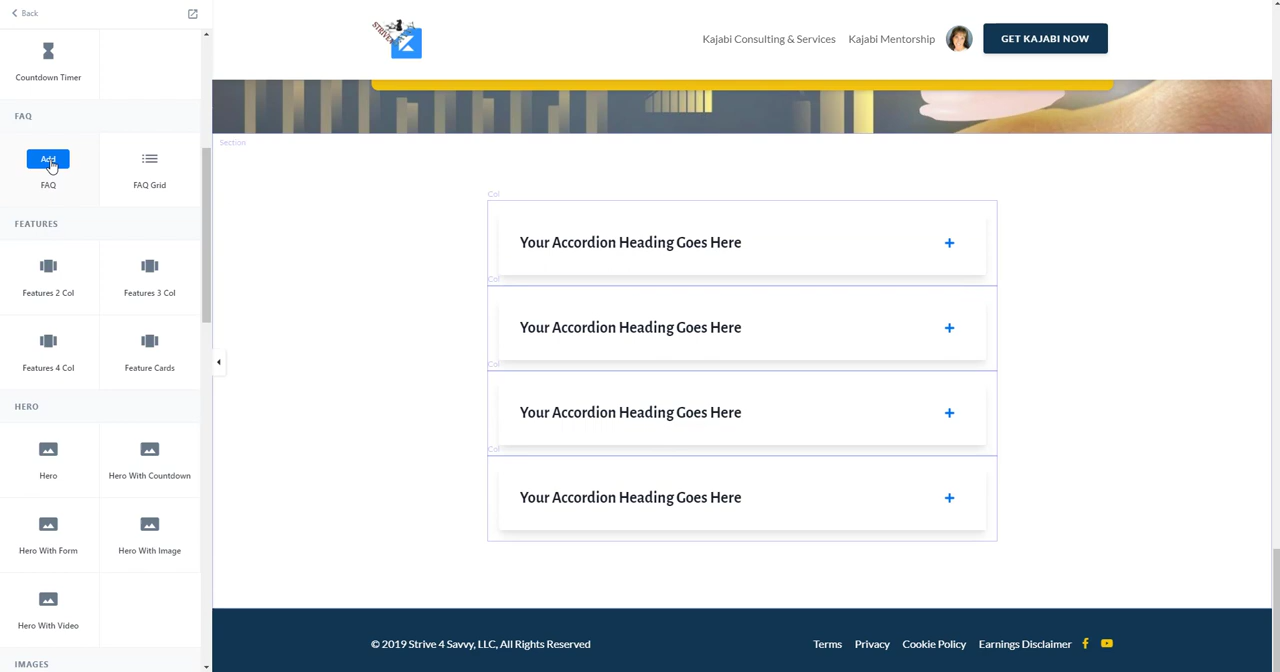 Back
Countdown Timer
FAQ
Add
FAQ
FAQ Grid
FEATURES
Features 2 Col
Features 3 Col
Features 4 Col
Feature Cards
HERO
Hero
Hero With Countdown
Hero With Form
Hero With Image
Hero With Video
IMAGES
STRIVE
Kajabi Consulting & Services
Kajabi Mentorship
GET KAJABI NOW
Section
Col
Your Accordion Heading Goes Here
Col
Your Accordion Heading Goes Here
Col
Your Accordion Heading Goes Here
Col
Your Accordion Heading Goes Here
© 2019 Strive 4 Savvy, LLC, All Rights Reserved
Terms
Privacy
Cookie Policy
Earnings Disclaimer